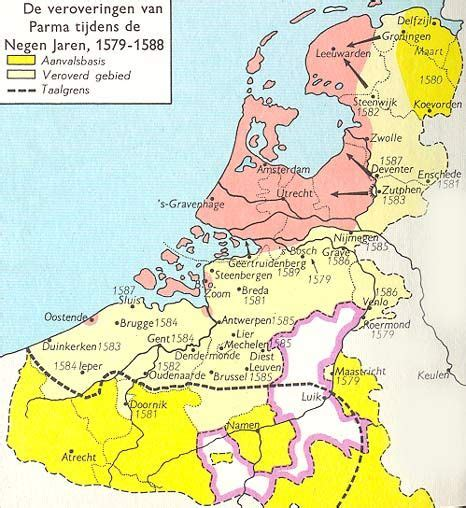 De veroveringen van
Parma tijdens de
Negen Jaren, 1579-1588
Aanvalsbasis
Veroverd gebied
Taalgrens
Delfzijl
Groningen
Maart
1580
Leeuwarden
Steenwijk
1582
Koevorden
Zwolle
1587
Deventer
Enschede
1581
Zutphen
1583
Amsterdam
Utrecht
's-Gravenhage
Nijmegen
1585
's-Bosch
Grave
1586
Geertruidenberg
1589
1579
Steenbergen
B.o.
Zoom
Breda
1581
1586
Venlo
Roermond
1579
1587
Sluis
Oostende
Brugge 1584
Antwerpen 1585
Gent 1584
Lier
Mechelen 1585
Duinkerken 1583
Dendermonde
Diest
1584 Ieper
1582
Oudenaarde
Leuven
Brussel 1585
Maastricht
1579
Keulen
Luik
Doornik
1581
Namen
Atrecht